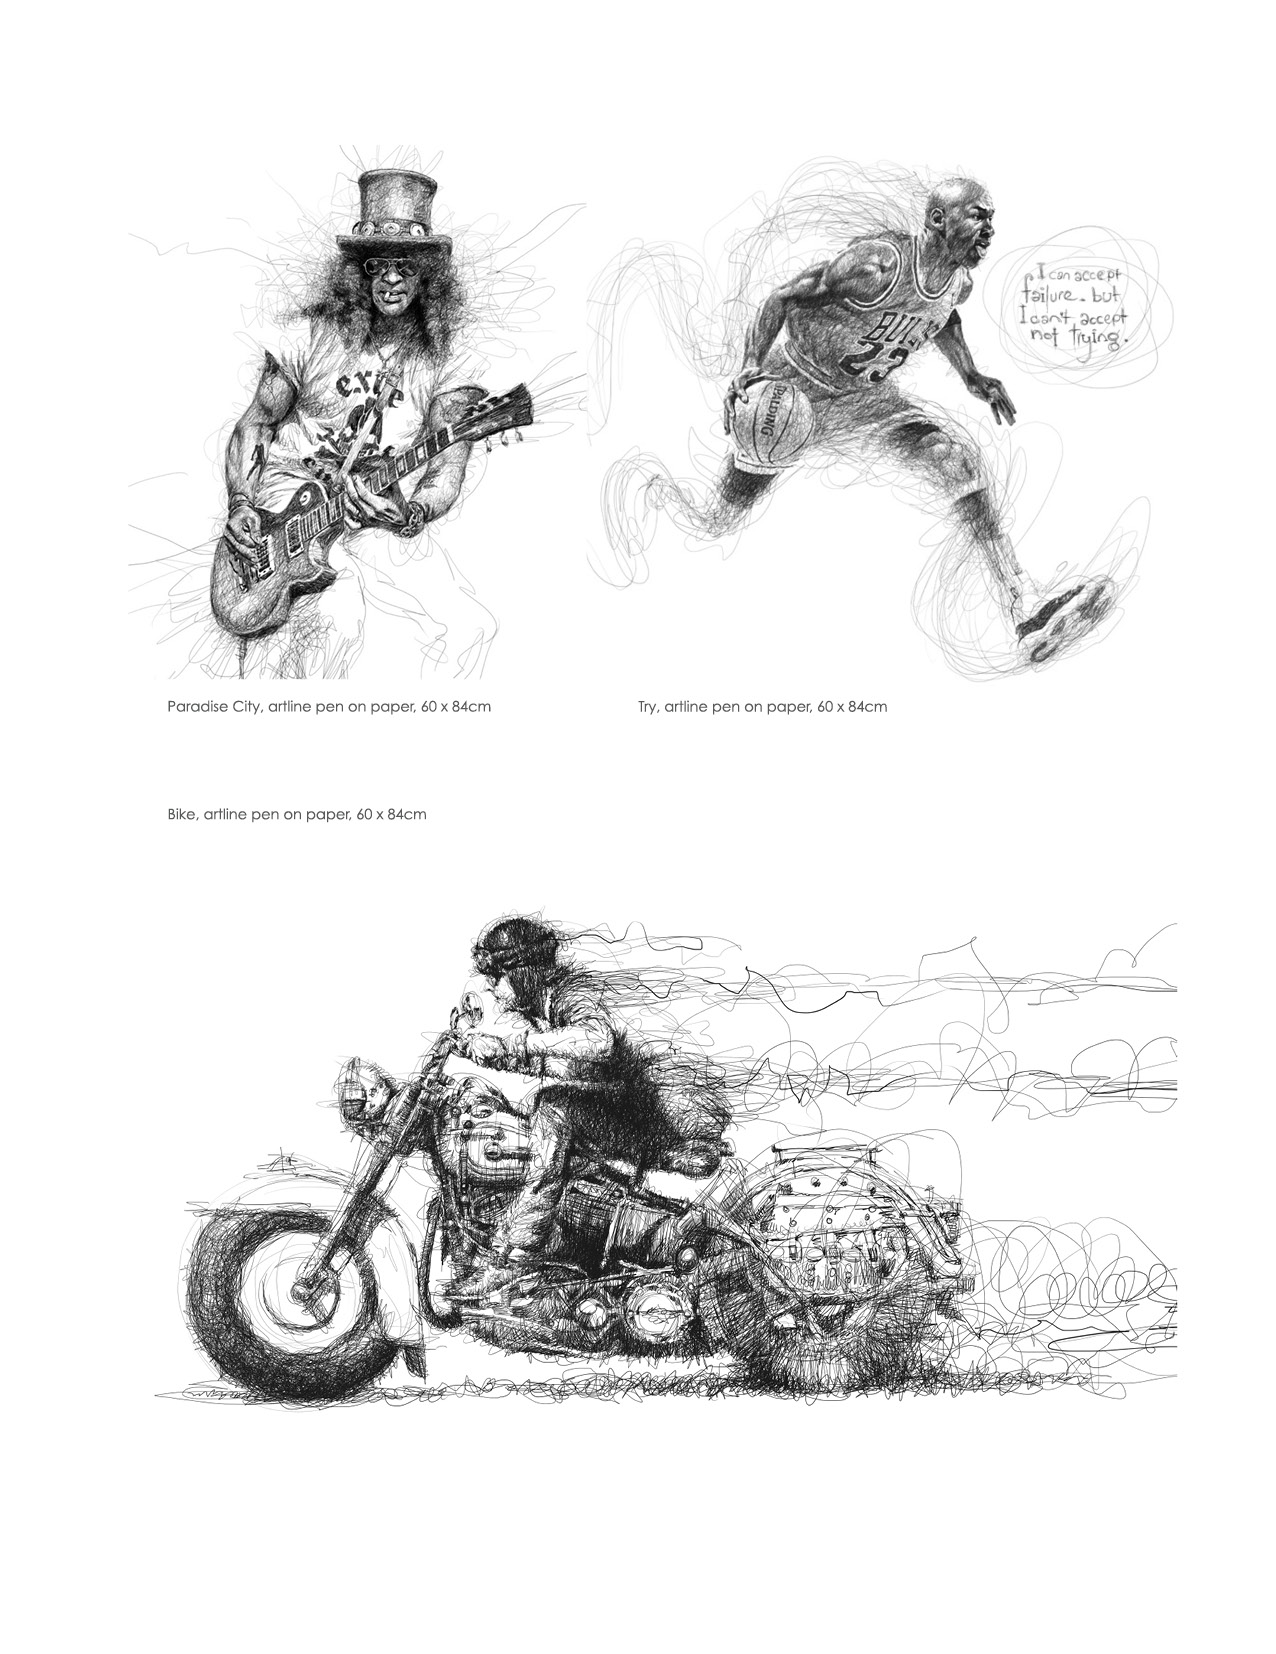 I can accept
failure. but
I can't accept
not trying.
BULLS
23
SPALDING
Paradise City, artline pen on paper, 60 x 84cm
Try, artline pen on paper, 60 x 84cm
Bike, artline pen on paper, 60 x 84cm